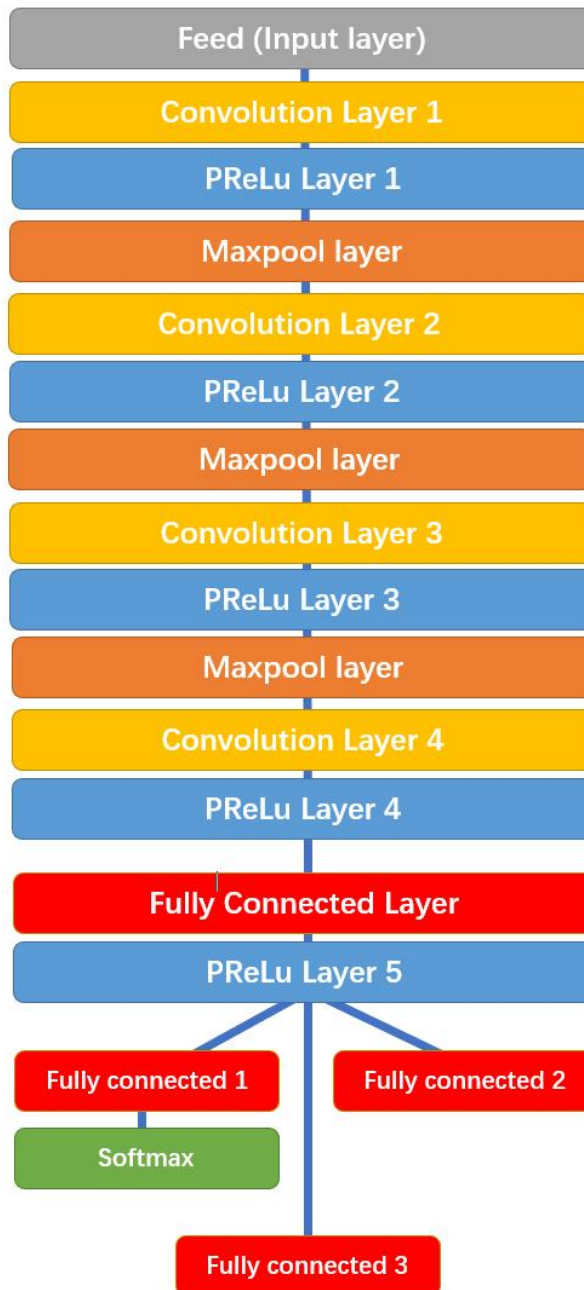 Feed (Input layer)
Convolution Layer 1
PReLu Layer 1
Maxpool layer
Convolution Layer 2
PReLu Layer 2
Maxpool layer
Convolution Layer 3
PReLu Layer 3
Maxpool layer
Convolution Layer 4
PReLu Layer 4
Fully Connected Layer
PReLu Layer 5
Fully connected 1
Fully connected 2
Softmax
Fully connected 3